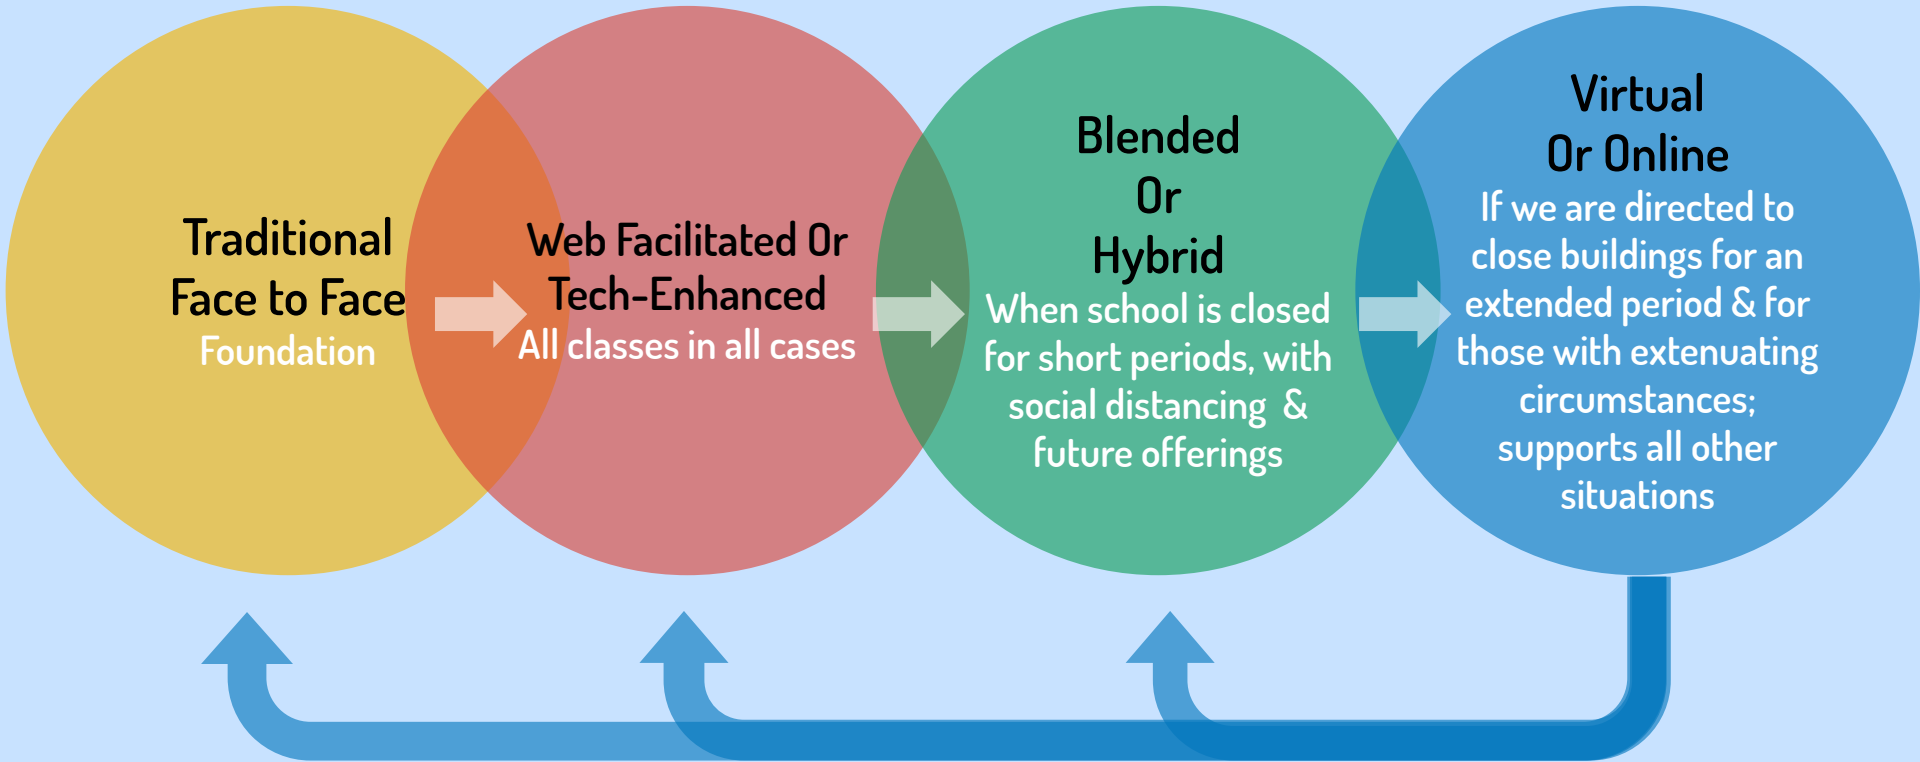 Traditional
Face to Face
Foundation
Web Facilitated Or
Tech-Enhanced
All classes in all cases
Blended
Or
Hybrid
When school is closed
for short periods, with
social distancing &
future offerings
Virtual
Or Online
If we are directed to
close buildings for an
extended period & for
those with extenuating
circumstances;
supports all other
situations